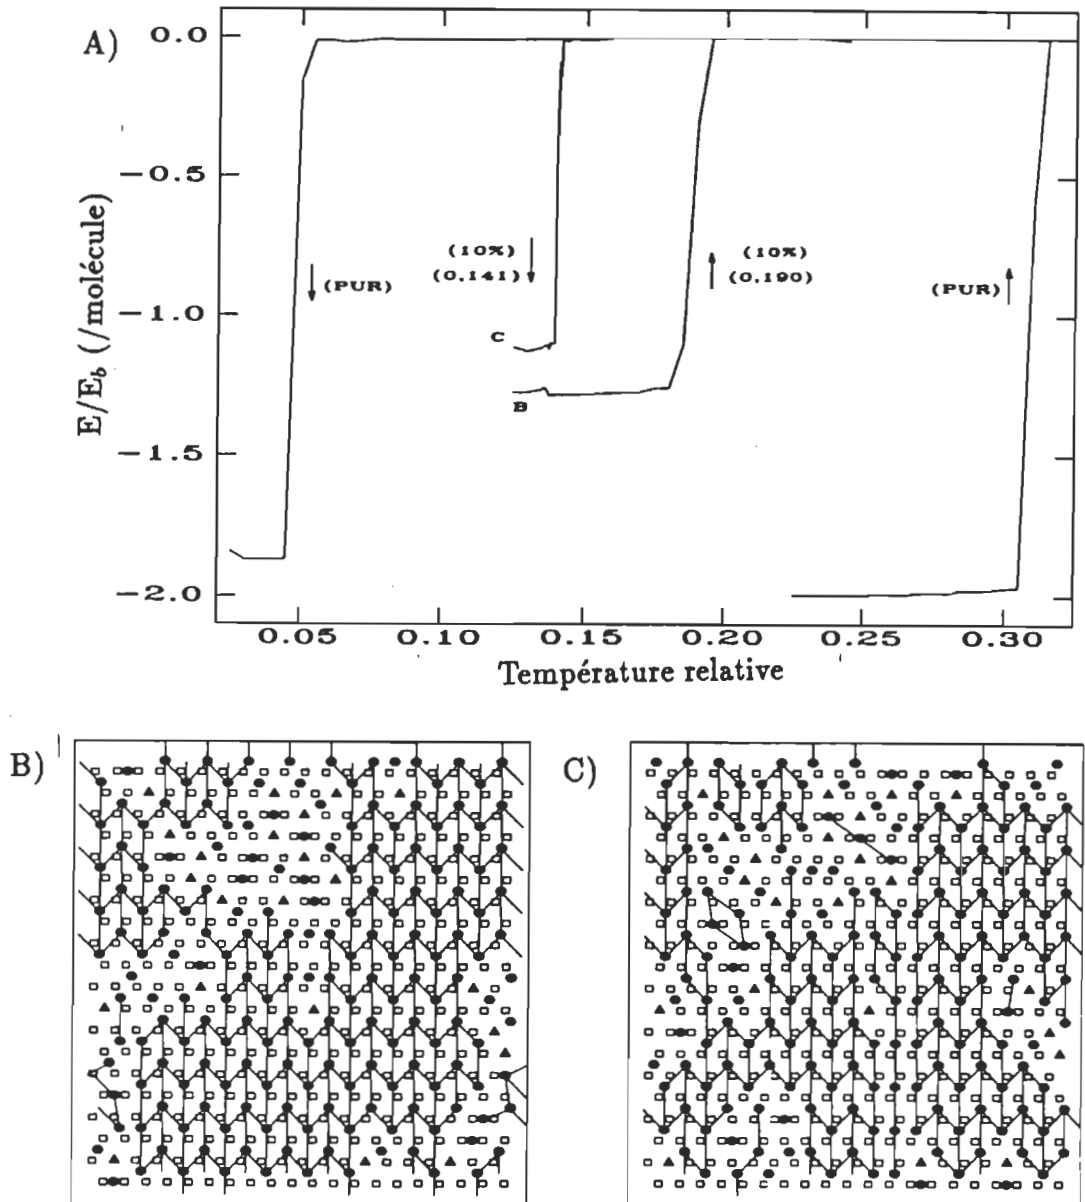 A)
E/E_b (/molécule)
0.0
−0.5
−1.0
−1.5
−2.0
(PUR)
(10%)
(0,141)
(10%)
(0,190)
(PUR)
C
B
0.05 0.10 0.15 0.20 0.25 0.30
Température relative
B)
C)